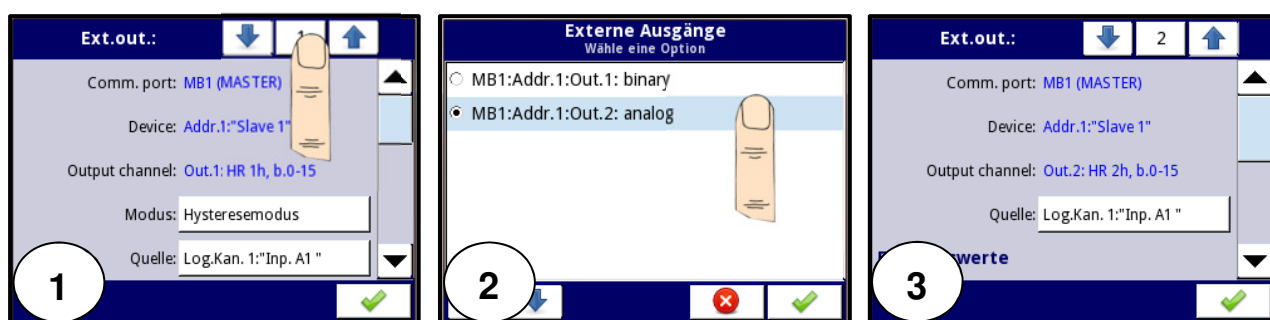 Ext.out.:
Comm. port: MB1 (MASTER)
Device: Addr.1:"Slave 1"
Output channel: Out.1: HR 1h, b.0-15
Modus: Hysteresemodus
Quelle: Log.Kan. 1:"Inp. A1 "
1
Externe Ausgänge
Wähle eine Option
MB1:Addr.1:Out.1: binary
MB1:Addr.1:Out.2: analog
2
Ext.out.: 2
Comm. port: MB1 (MASTER)
Device: Addr.1:"Slave 1"
Output channel: Out.2: HR 2h, b.0-15
Quelle: Log.Kan. 1:"Inp. A1 "
werte
3